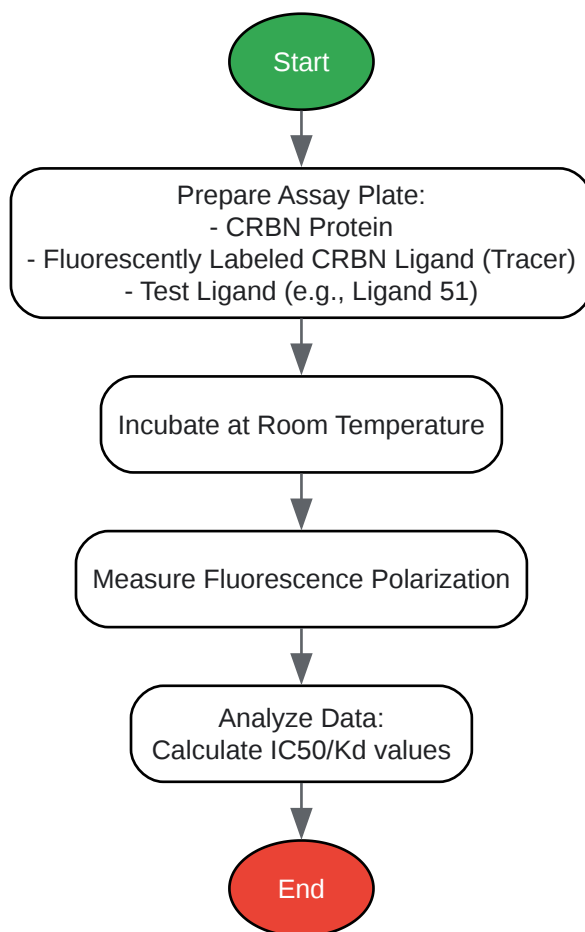 Start
Prepare Assay Plate:
- CRBN Protein
- Fluorescently Labeled CRBN Ligand (Tracer)
- Test Ligand (e.g., Ligand 51)
Incubate at Room Temperature
Measure Fluorescence Polarization
Analyze Data:
Calculate IC50/Kd values
End